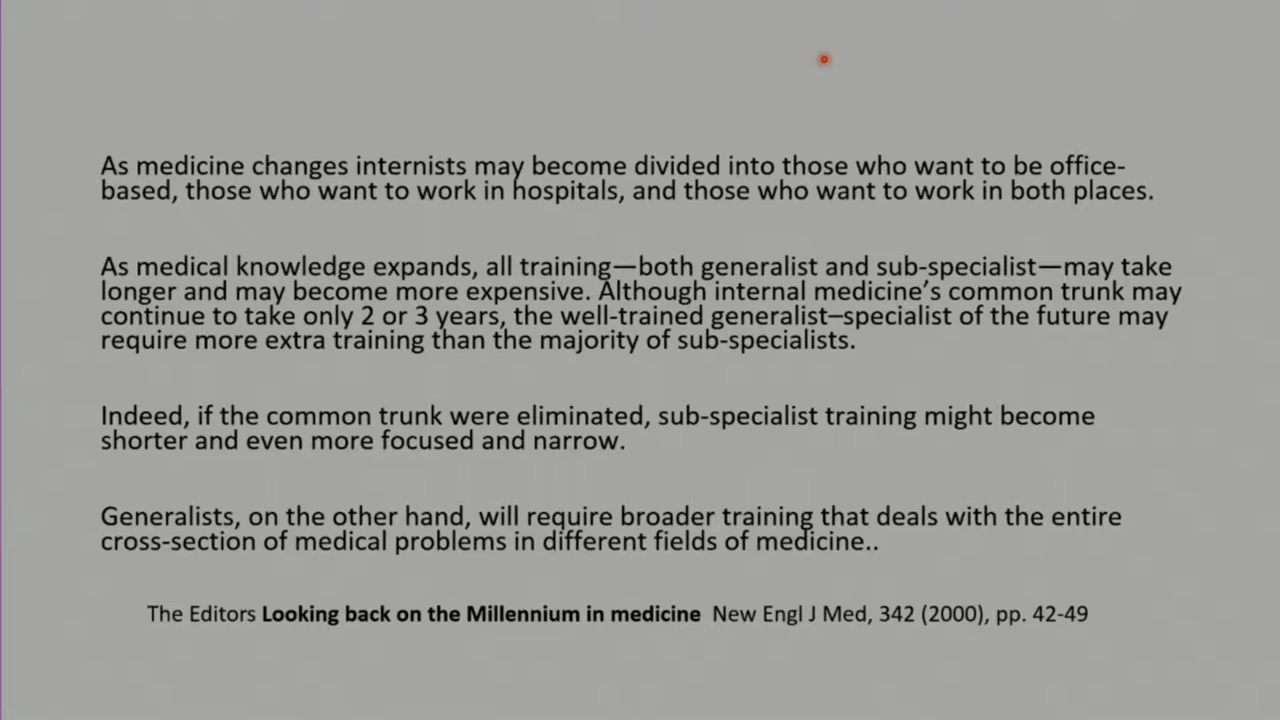 As medicine changes internists may become divided into those who want to be office-
based, those who want to work in hospitals, and those who want to work in both places.
As medical knowledge expands, all training—both generalist and sub-specialist—may take
longer and may become more expensive. Although internal medicine’s common trunk may
continue to take only 2 or 3 years, the well-trained generalist–specialist of the future may
require more extra training than the majority of sub-specialists.
Indeed, if the common trunk were eliminated, sub-specialist training might become
shorter and even more focused and narrow.
Generalists, on the other hand, will require broader training that deals with the entire
cross-section of medical problems in different fields of medicine..
The Editors Looking back on the Millennium in medicine New Engl J Med, 342 (2000), pp. 42-49